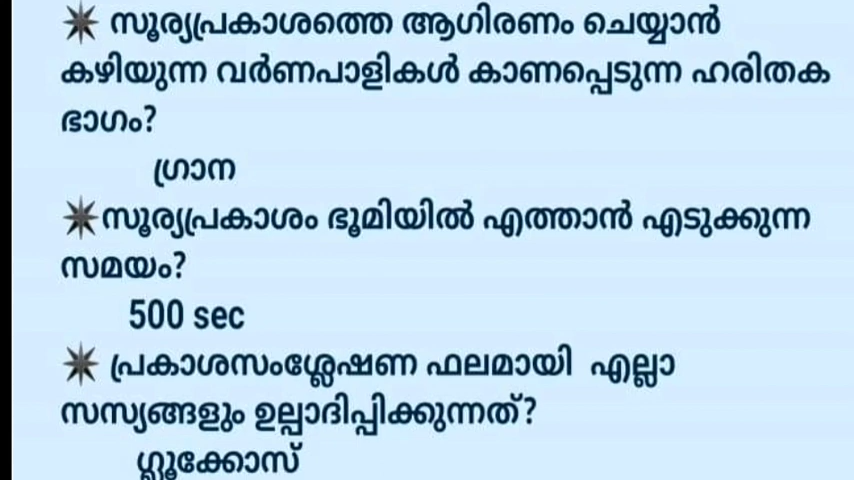 ✴ സൂര്യപ്രകാശത്തെ ആഗിരണം ചെയ്യാൻ
കഴിയുന്ന വർണപാളികൾ കാണപ്പെടുന്ന ഹരിതക
ഭാഗം?
ഗ്രാന
✴സൂര്യപ്രകാശം ഭൂമിയിൽ എത്താൻ എടുക്കുന്ന
സമയം?
500 sec
✴ പ്രകാശസംശ്ലേഷണ ഫലമായി എല്ലാ
സസ്യങ്ങളും ഉല്പാദിപ്പിക്കുന്നത്?
ഗ്ലൂക്കോസ്